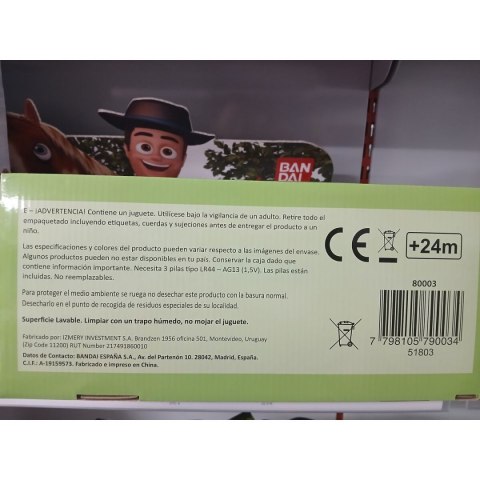 BAN
DAI
E – ¡ADVERTENCIA! Contiene un juguete. Utilícese bajo la vigilancia de un adulto. Retire todo el
empaquetado incluyendo etiquetas, cuerdas y sujeciones antes de entregar el producto a un
niño.
Las especificaciones y colores del producto pueden variar respecto a las imágenes del envase.
Algunos productos pueden no estar disponibles en tu país. Conservar la caja dado que
contiene información importante. Necesita 3 pilas tipo LR44 – AG13 (1,5V). Las pilas están
incluidas. No reemplazables.
Para proteger el medio ambiente se ruega no desechar este producto con la basura normal.
Desecharlo en el punto de recogida de residuos especiales de su localidad.
Superficie Lavable. Limpiar con un trapo húmedo, no mojar el juguete.
Fabricado por: IZMERY INVESTMENT S.A. Brandzen 1956 oficina 501, Montevideo, Uruguay
(Zip Code 11200) RUT Number 217491860010
Datos de Contacto: BANDAI ESPAÑA S.A., Av. del Partenón 10. 28042, Madrid, España.
C.I.F: A-19159573. Fabricado e impreso en China.
CE
+24m
80003
7 798105 790034
51803